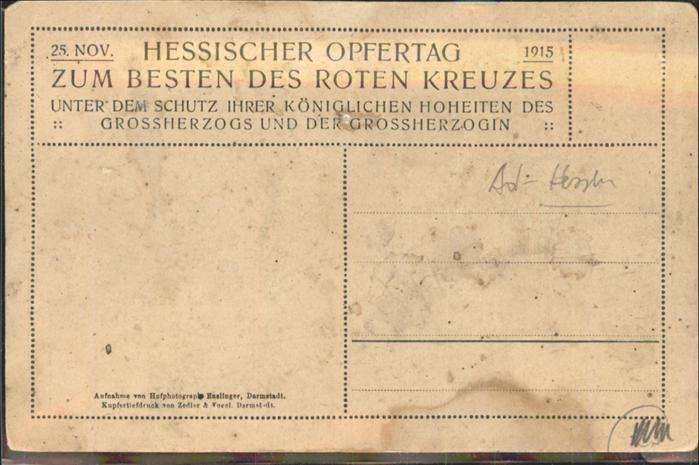 25. NOV. HESSISCHER OPFERTAG 1915
ZUM BESTEN DES ROTEN KREUZES
UNTER DEM SCHUTZ IHRER KÖNIGLICHEN HOHEITEN DES
:: GROSSHERZOGS UND DER GROSSHERZOGIN ::
Aufnahme von Hofphotograph Hanlinger, Darmstadt.
Kupfertiefdruck von Zedler & Vogel, Darmstadt.